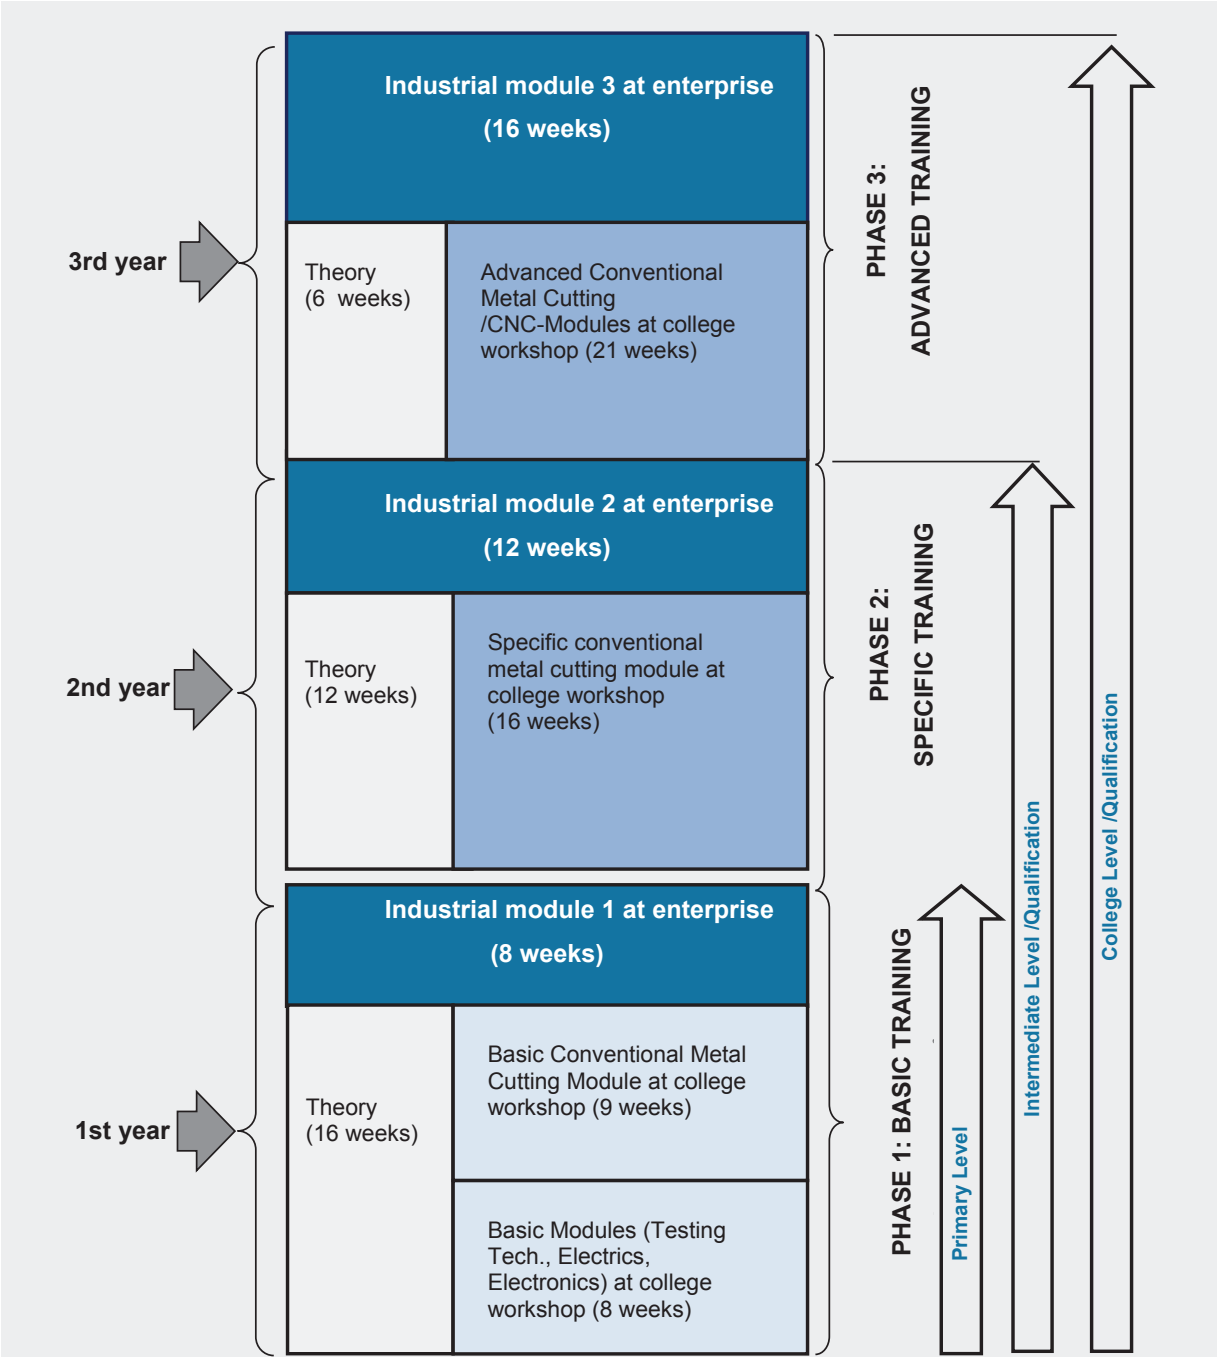 Industrial module 3 at enterprise
(16 weeks)
PHASE 3:
ADVANCED TRAINING
3rd year
Theory
(6 weeks)
Advanced Conventional
Metal Cutting
/CNC-Modules at college
workshop (21 weeks)
Industrial module 2 at enterprise
(12 weeks)
PHASE 2:
SPECIFIC TRAINING
2nd year
Theory
(12 weeks)
Specific conventional
metal cutting module at
college workshop
(16 weeks)
Industrial module 1 at enterprise
(8 weeks)
PHASE 1: BASIC TRAINING
1st year
Theory
(16 weeks)
Basic Conventional Metal
Cutting Module at college
workshop (9 weeks)
Basic Modules (Testing
Tech., Electrics,
Electronics) at college
workshop (8 weeks)
Primary Level
Intermediate Level /Qualification
College Level /Qualification